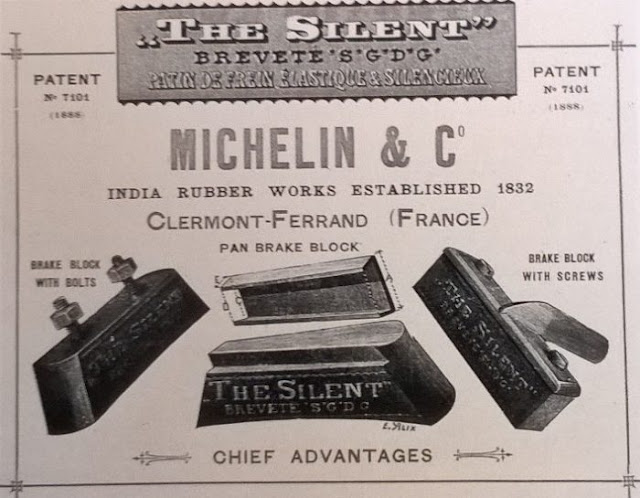 „THE SILENT”
BREVETÉ 'S'G'D'G'
PATIN DE FREIN ÉLASTIQUE & SILENCIEUX
PATENT
No 7101
(1888)
PATENT
No 7101
(1888)
MICHELIN & Co
INDIA RUBBER WORKS ESTABLISHED 1832
CLERMONT-FERRAND (FRANCE)
PAN BRAKE BLOCK
BRAKE BLOCK
WITH BOLTS
BRAKE BLOCK
WITH SCREWS
THE SILENT
"THE SILENT"
BREVETE S.G.D.G
"THE SILENT"
BREVETE S.G.D.G
CHIEF ADVANTAGES